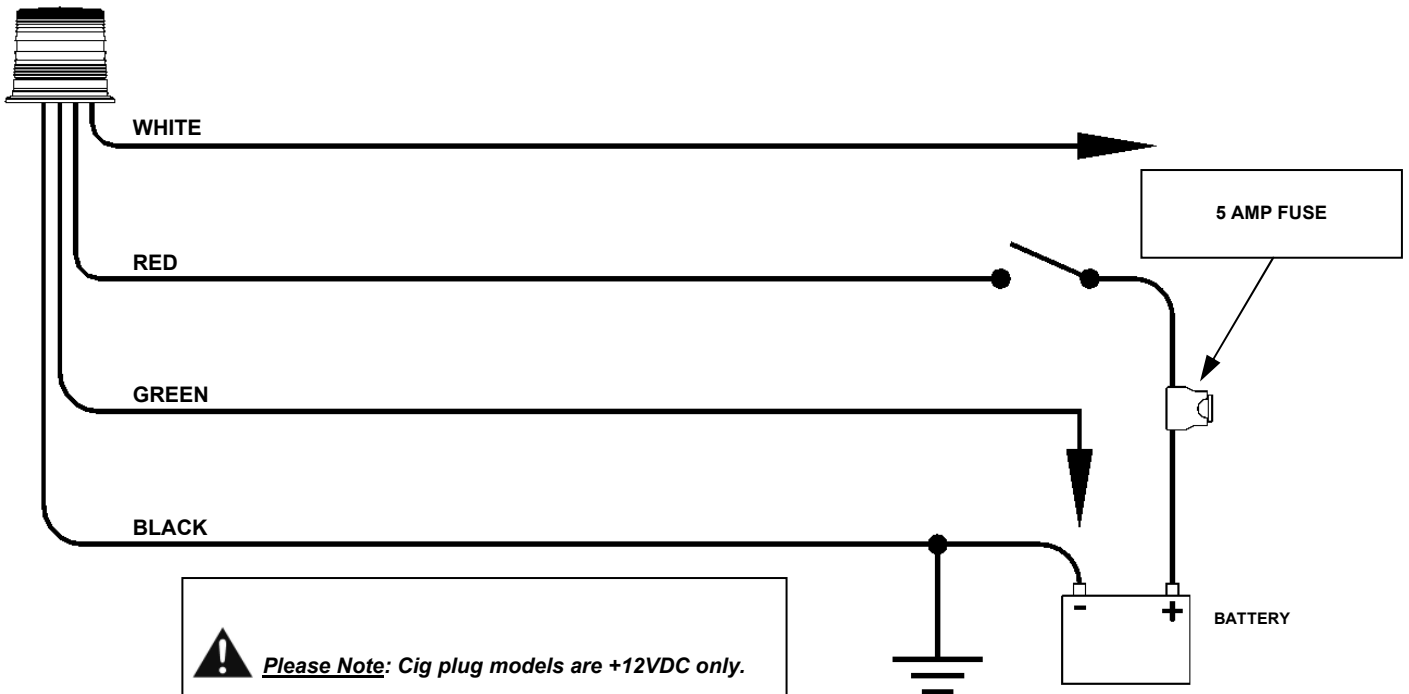 WHITE
5 AMP FUSE
RED
GREEN
BLACK
- +
BATTERY
Please Note: Cig plug models are +12VDC only.